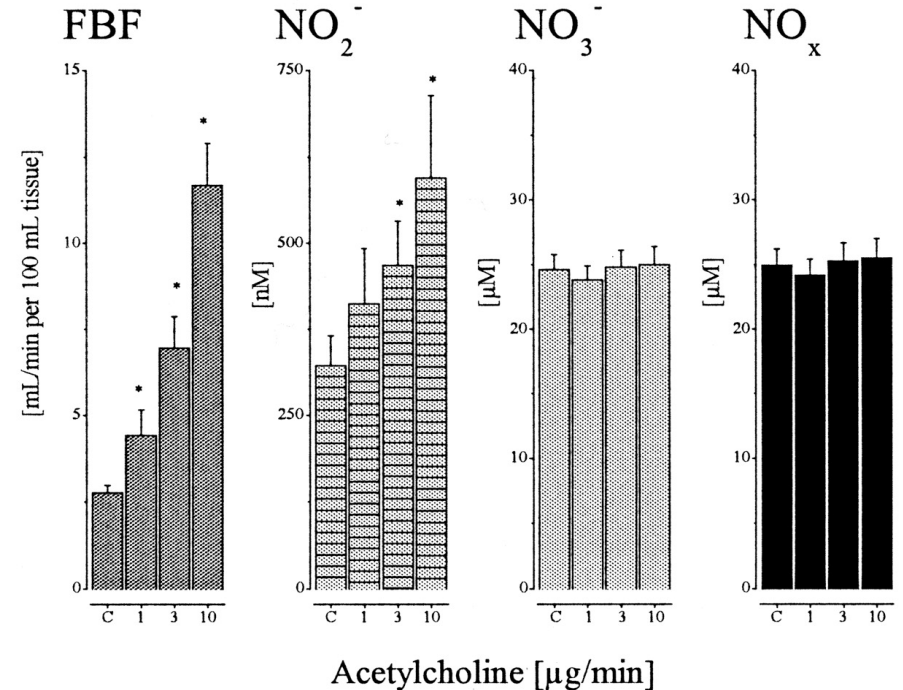 FBF NO₂⁻ NO₃⁻ NOₓ
[mL/min per 100 mL tissue]
15
10
5
0
* * *
C 1 3 10
[nM]
750
500
250
0
* *
C 1 3 10
[µM]
40
30
20
10
0
C 1 3 10
[µM]
40
30
20
10
0
C 1 3 10
Acetylcholine [µg/min]